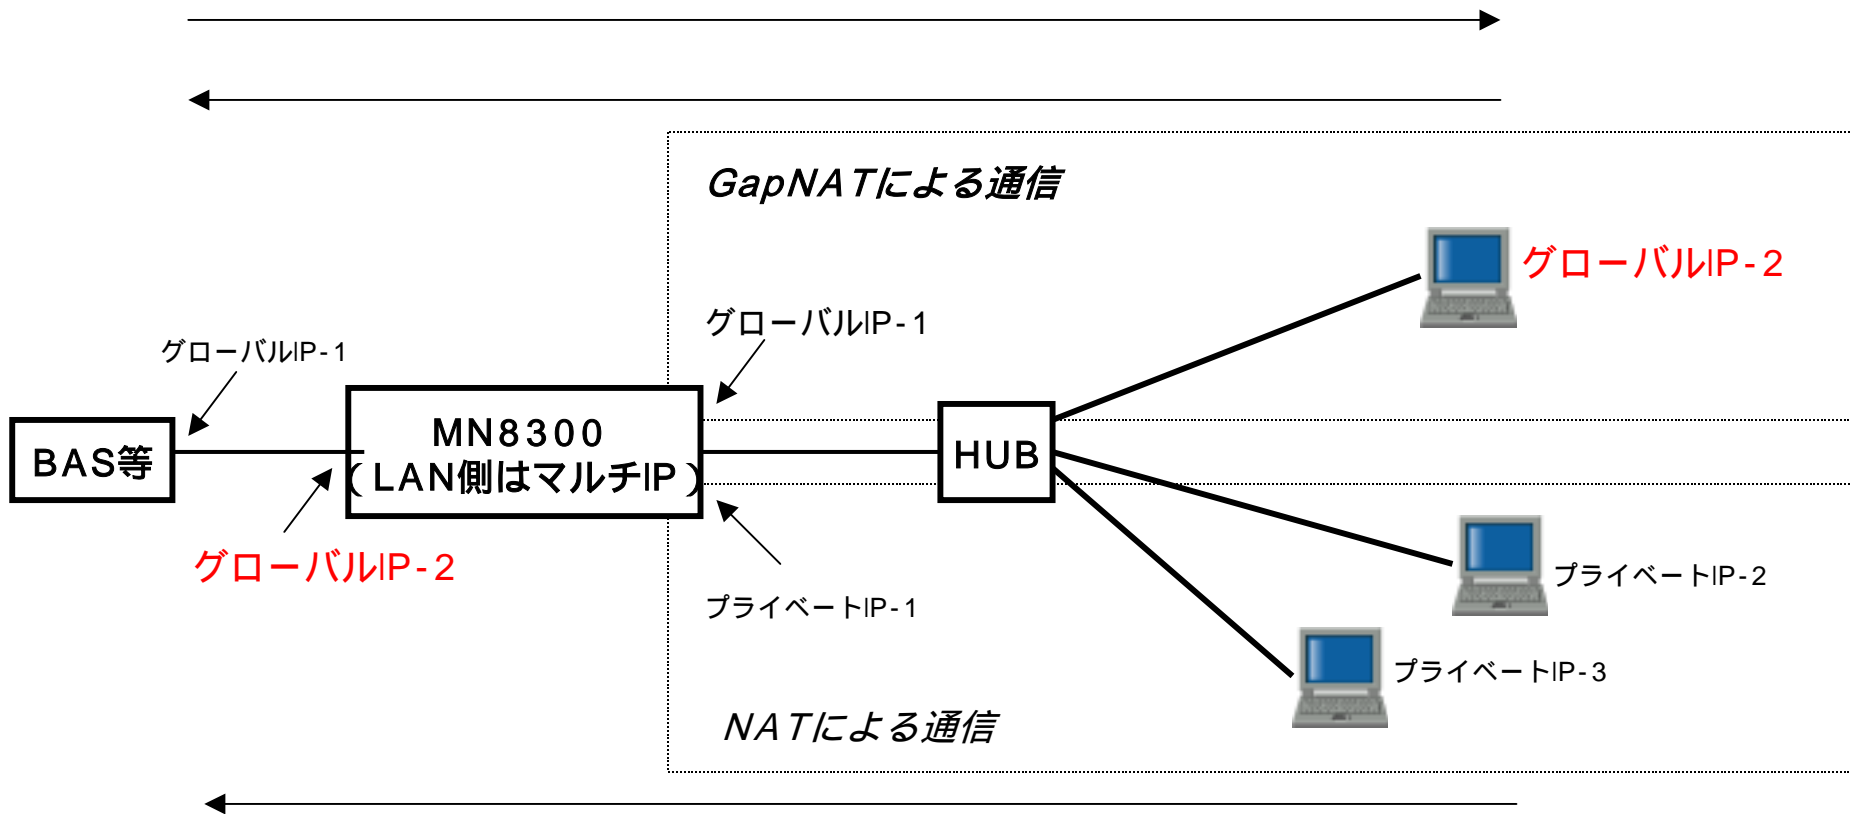 GapNATによる通信
グローバルIP-2
グローバルIP-1
グローバルIP-1
BAS等
MN8300
（LAN側はマルチIP）
HUB
グローバルIP-2
プライベートIP-1
プライベートIP-2
プライベートIP-3
NATによる通信